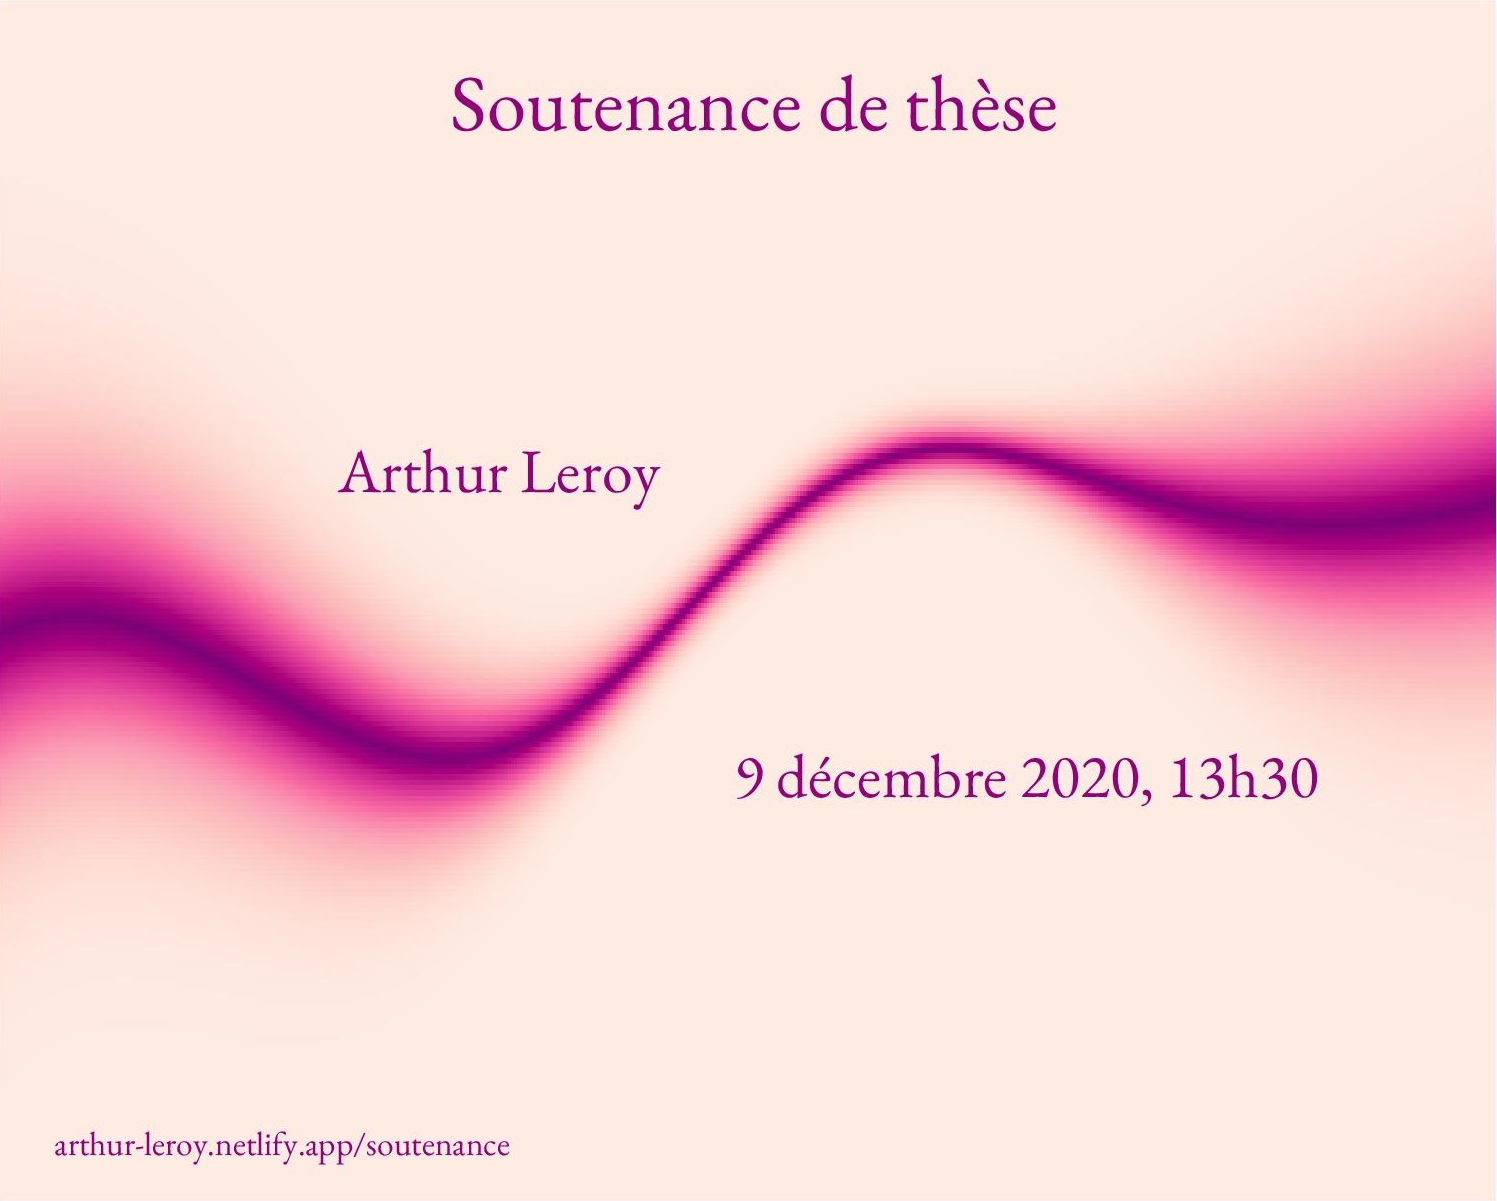 Soutenance de thèse
Arthur Leroy
9 décembre 2020, 13h30
arthur-leroy.netlify.app/soutenance